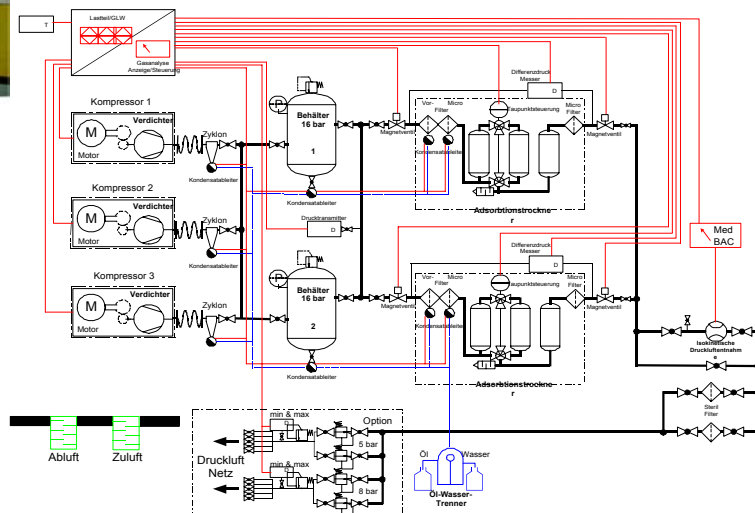 T
Lastteil/GLW
Gasanalyse
Anzeige/Steuerung
Kompressor 1
Verdichter
M
Motor
Zyklon
P
Behälter
16 bar
1
Kondensatableiter
Magnetventil
Vor-
Filter
Micro
Filter
Kondensatableiter
Differenzdruck
Messer
D
Taupunktsteuerung
Micro
Filter
Magnetventil
Adsorbtionstrockne
r
Kompressor 2
Verdichter
M
Motor
Zyklon
Kondensatableiter
Drucktransmitter
D
Med
BAC
Kompressor 3
Verdichter
M
Motor
Zyklon
Kondensatableiter
P
Behälter
16 bar
2
Kondensatableiter
Magnetventil
Vor-
Filter
Micro
Filter
Kondensatableiter
Differenzdruck
Messer
D
Taupunktsteuerung
Micro
Filter
Magnetventil
Adsorbtionstrockne
r
Isokinetische
Druckluftentnahm
e
Steril
Filter
Abluft
Zuluft
min & max
D
Option
5 bar
Druckluft
Netz
min & max
D
8 bar
Öl
Wasser
Öl-Wasser-
Trenner